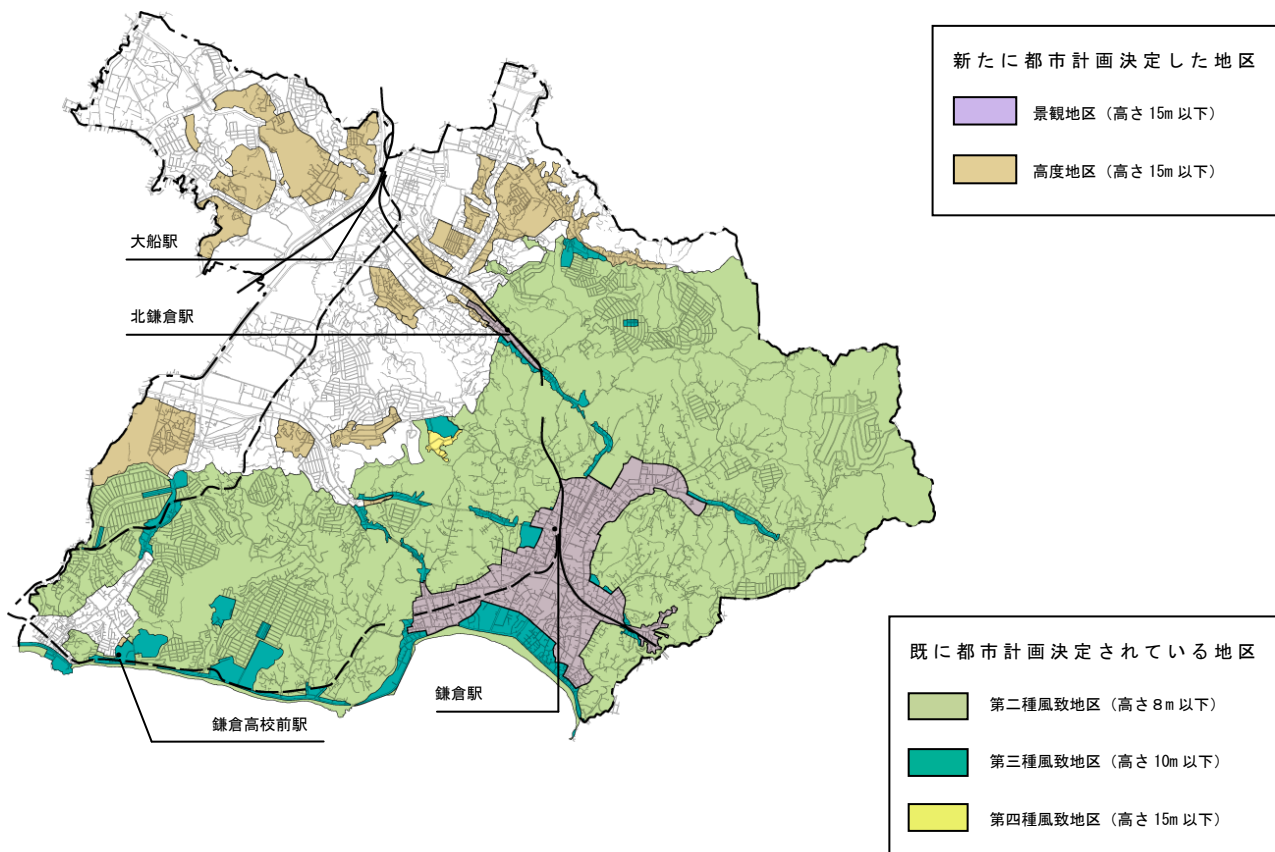 新たに都市計画決定した地区
景観地区（高さ15m以下）
高度地区（高さ15m以下）
大船駅
北鎌倉駅
鎌倉駅
鎌倉高校前駅
既に都市計画決定されている地区
第二種風致地区（高さ８m以下）
第三種風致地区（高さ10m以下）
第四種風致地区（高さ15m以下）